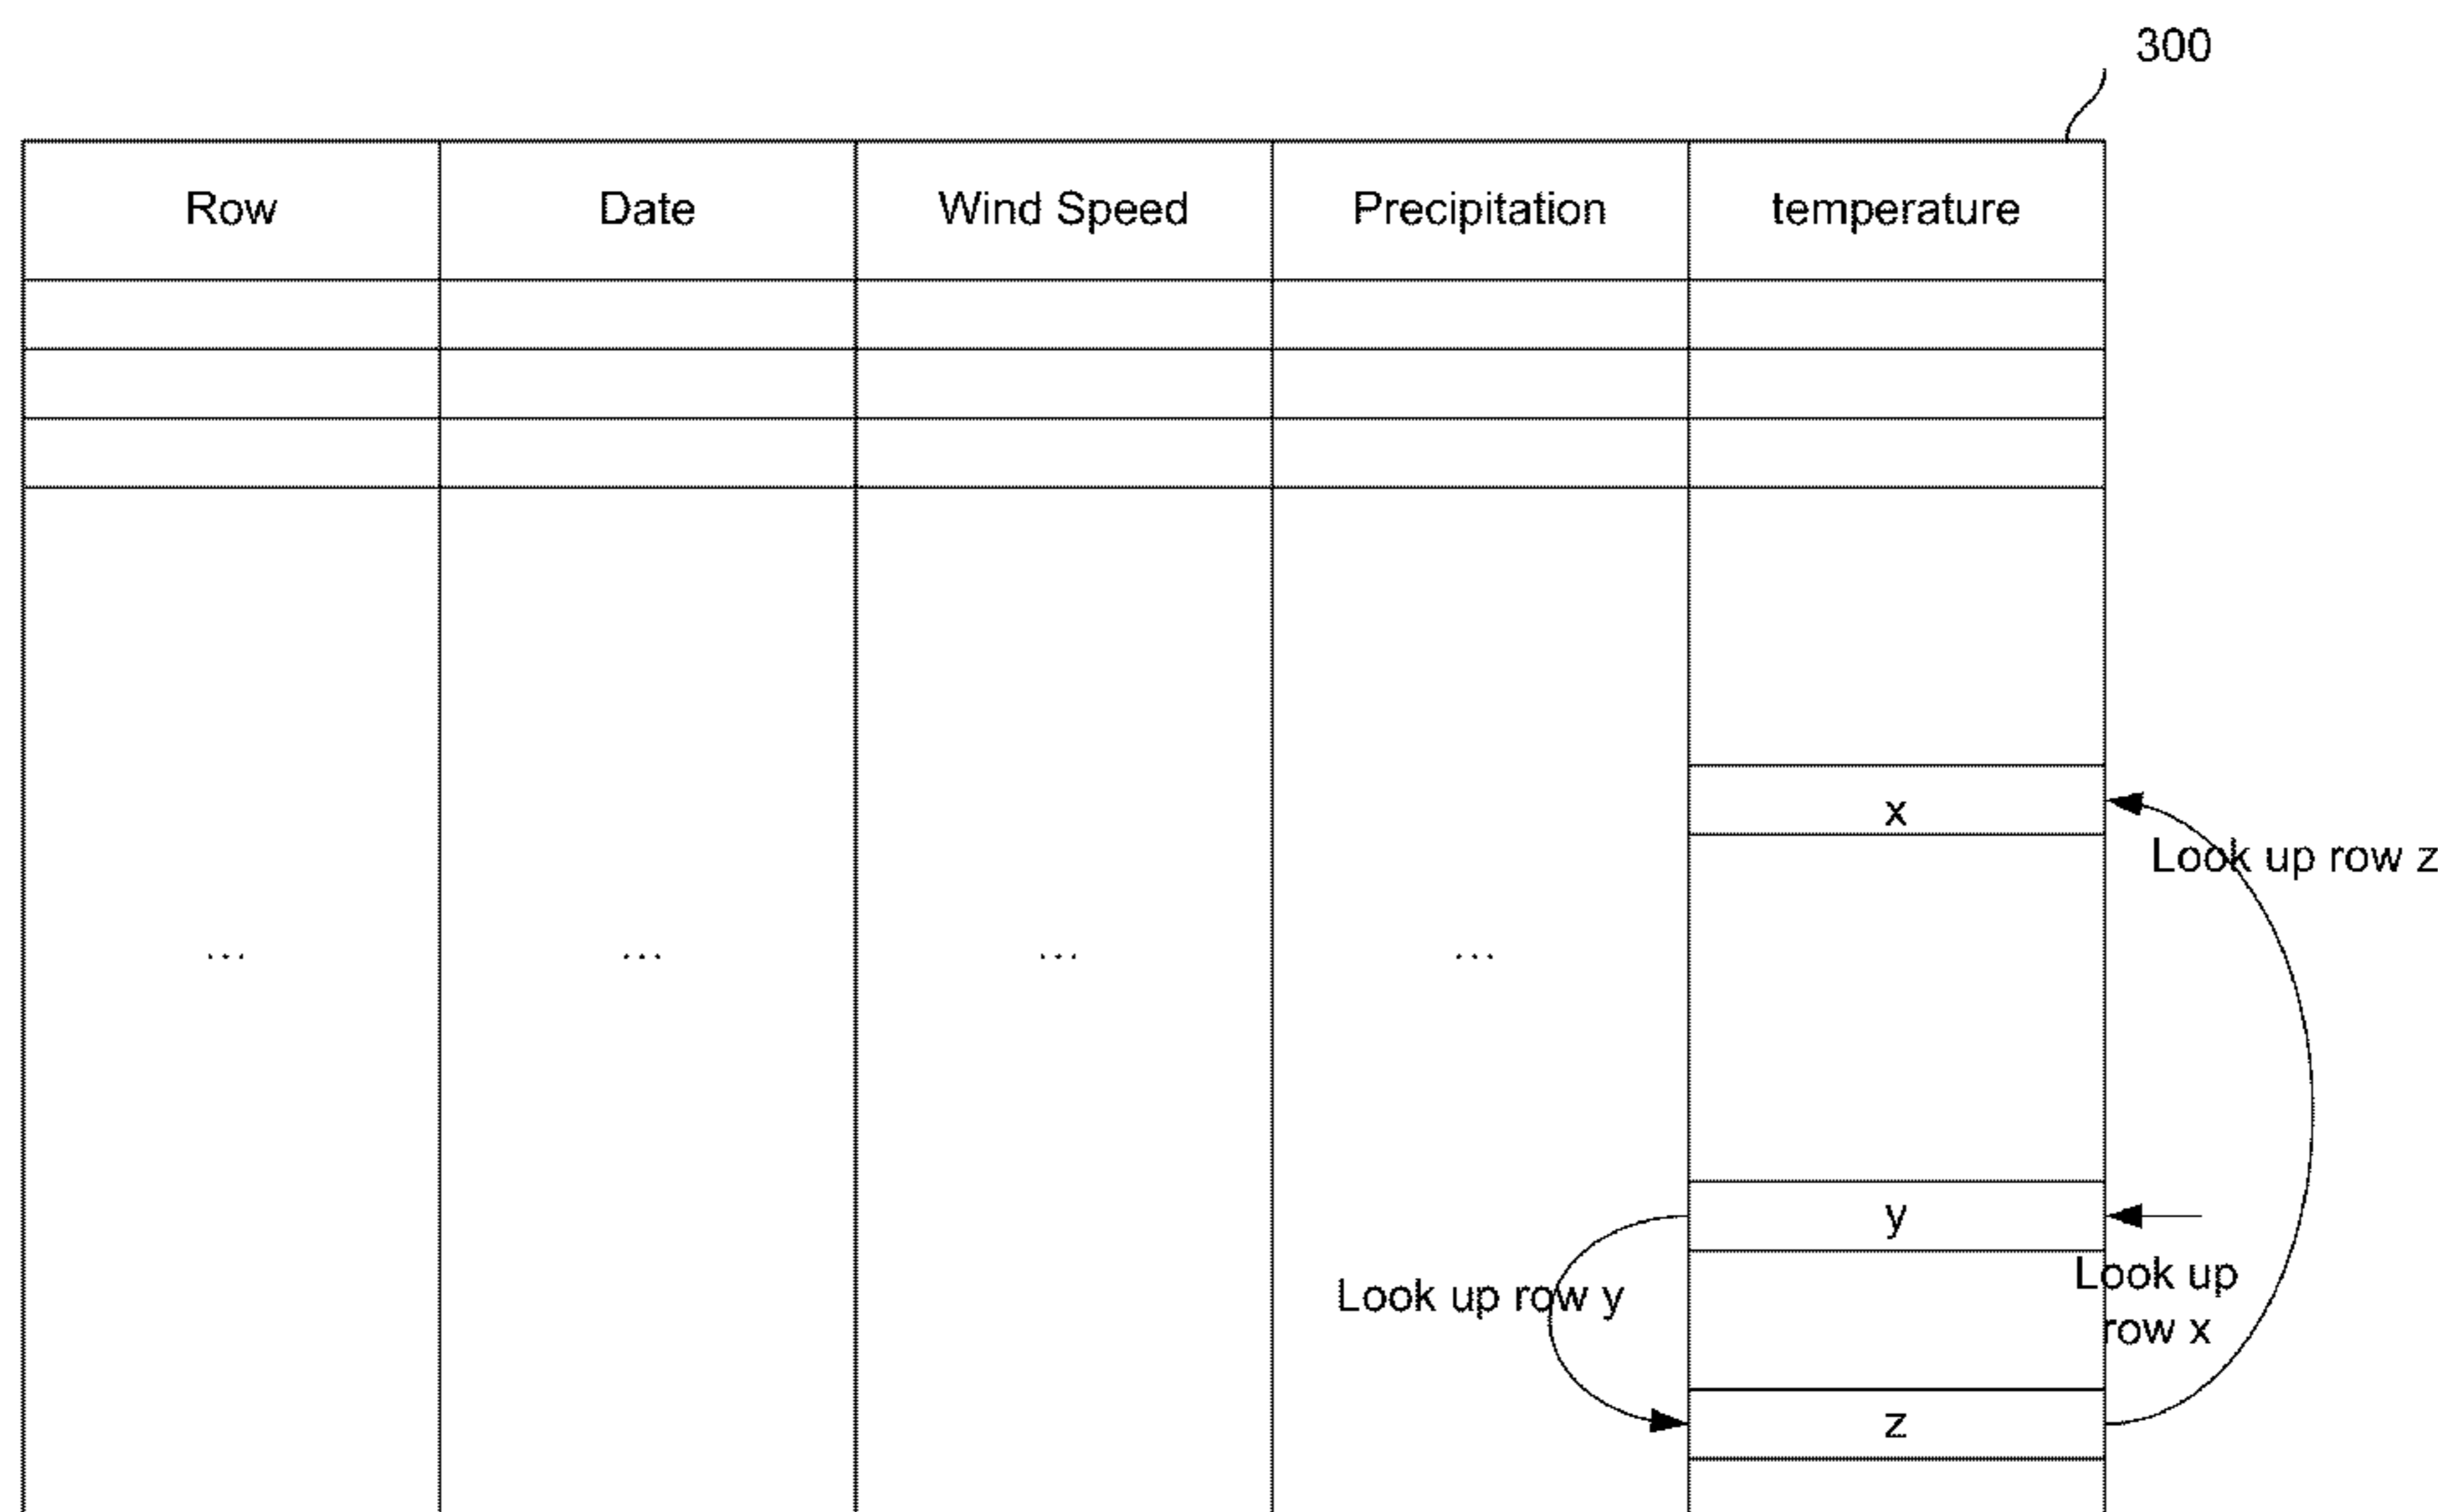 300
Row Date Wind Speed Precipitation temperature
x
Look up row z
... ... ... ...
y
Look up row y
Look up
row x
z